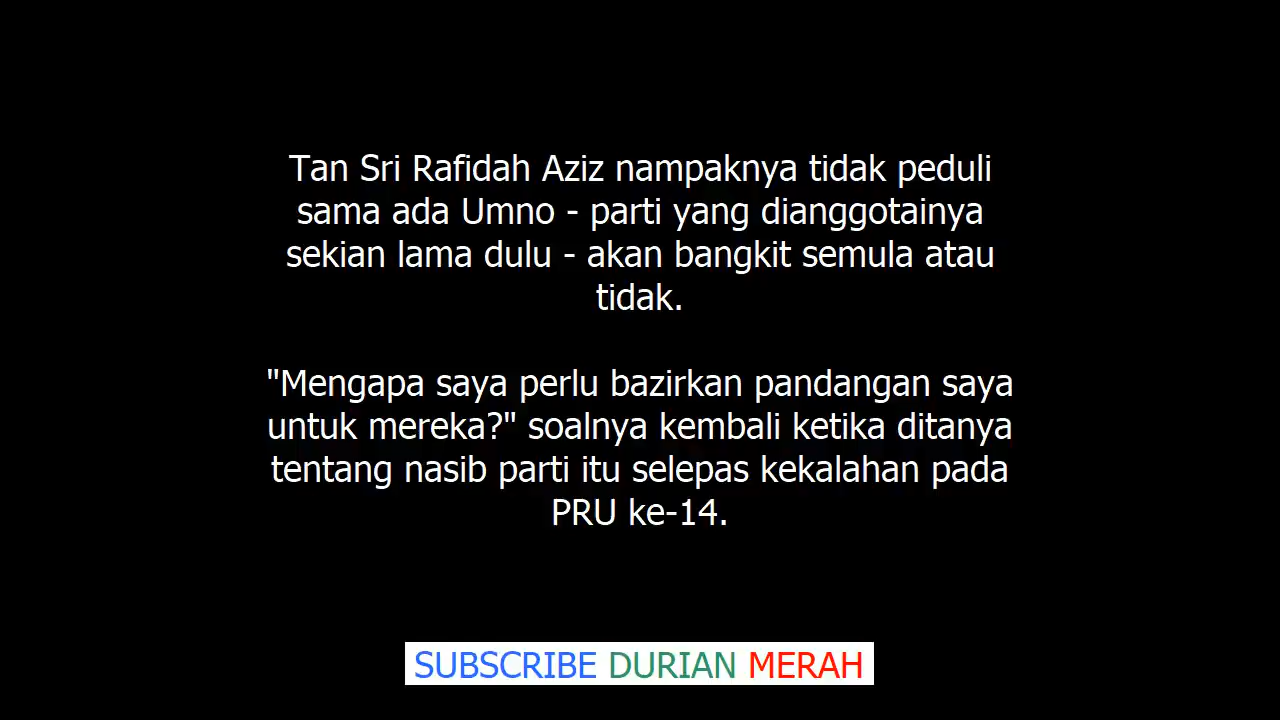 Tan Sri Rafidah Aziz nampaknya tidak peduli
sama ada Umno - parti yang dianggotainya
sekian lama dulu - akan bangkit semula atau
tidak.
"Mengapa saya perlu bazirkan pandangan saya
untuk mereka?" soalnya kembali ketika ditanya
tentang nasib parti itu selepas kekalahan pada
PRU ke-14.
SUBSCRIBE DURIAN MERAH